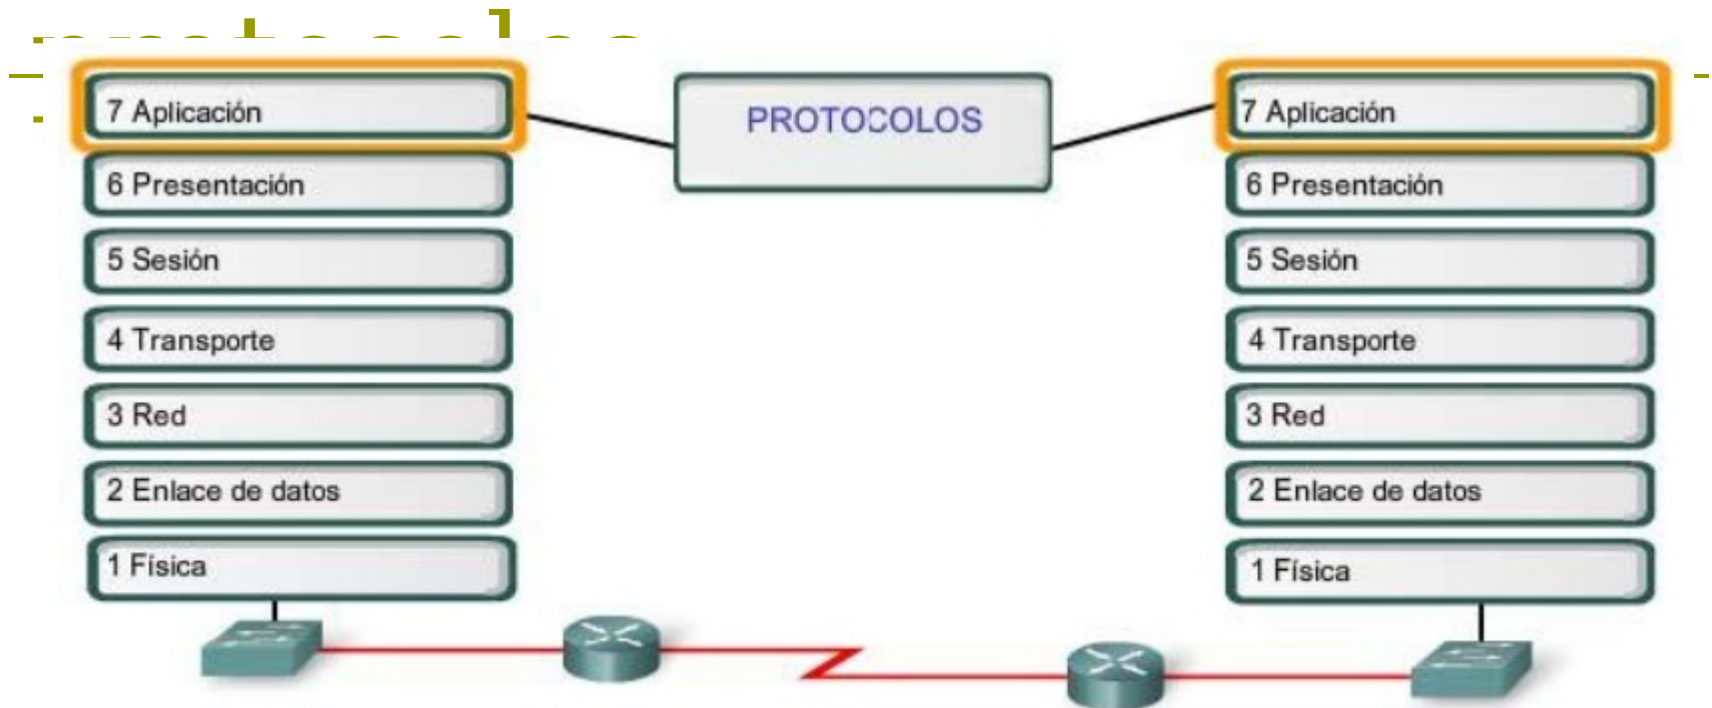 protocolos
7 Aplicación
6 Presentación
5 Sesión
4 Transporte
3 Red
2 Enlace de datos
1 Física
PROTOCOLOS
7 Aplicación
6 Presentación
5 Sesión
4 Transporte
3 Red
2 Enlace de datos
1 Física